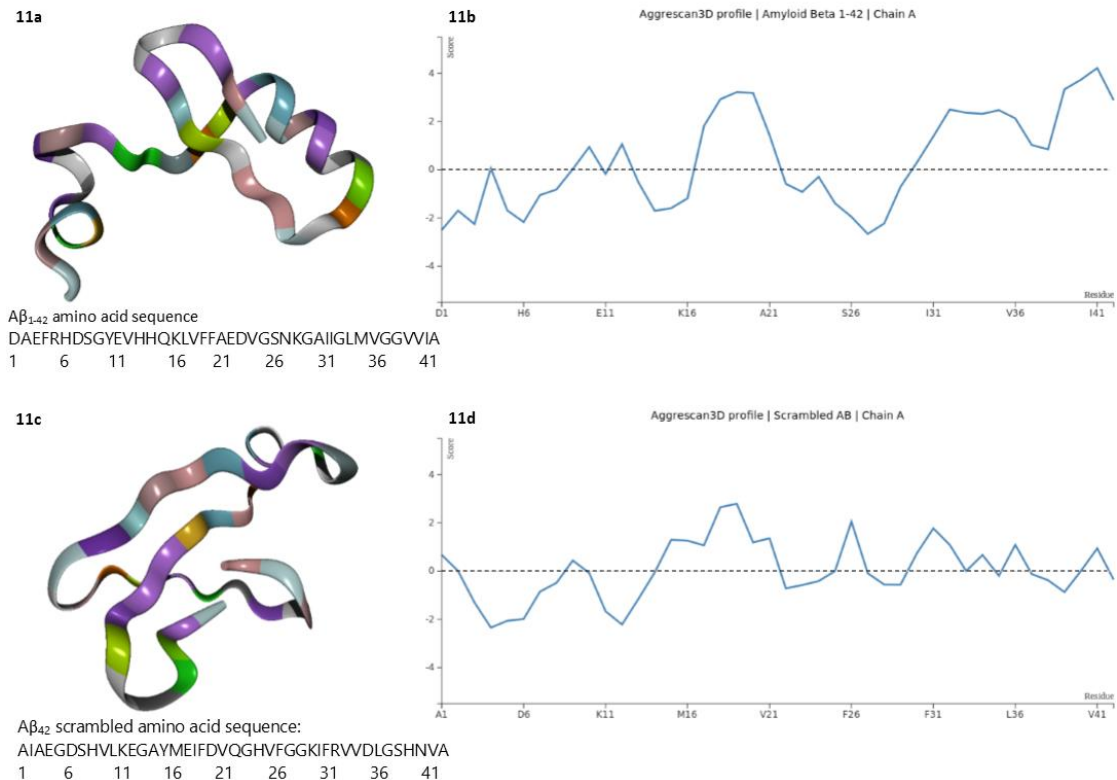 11a
11b
Aggrescan3D profile | Amyloid Beta 1-42 | Chain A
Score
4
2
0
-2
-4
Residue
D1 H6 E11 K16 A21 S26 I31 V36 I41
Aβ₁₋₄₂ amino acid sequence
DAEFRHDSGYEVHHQKLVFFAEDVGSNKGAIIGLMVGGVVIA
1 6 11 16 21 26 31 36 41
11c
11d
Aggrescan3D profile | Scrambled AB | Chain A
Score
4
2
0
-2
-4
Residue
A1 D6 K11 M16 V21 F26 F31 L36 V41
Aβ₄₂ scrambled amino acid sequence:
AIAEGDSHVLKEGAYMEIFDVQGHVFGGKIFRVVDLGSHNVA
1 6 11 16 21 26 31 36 41